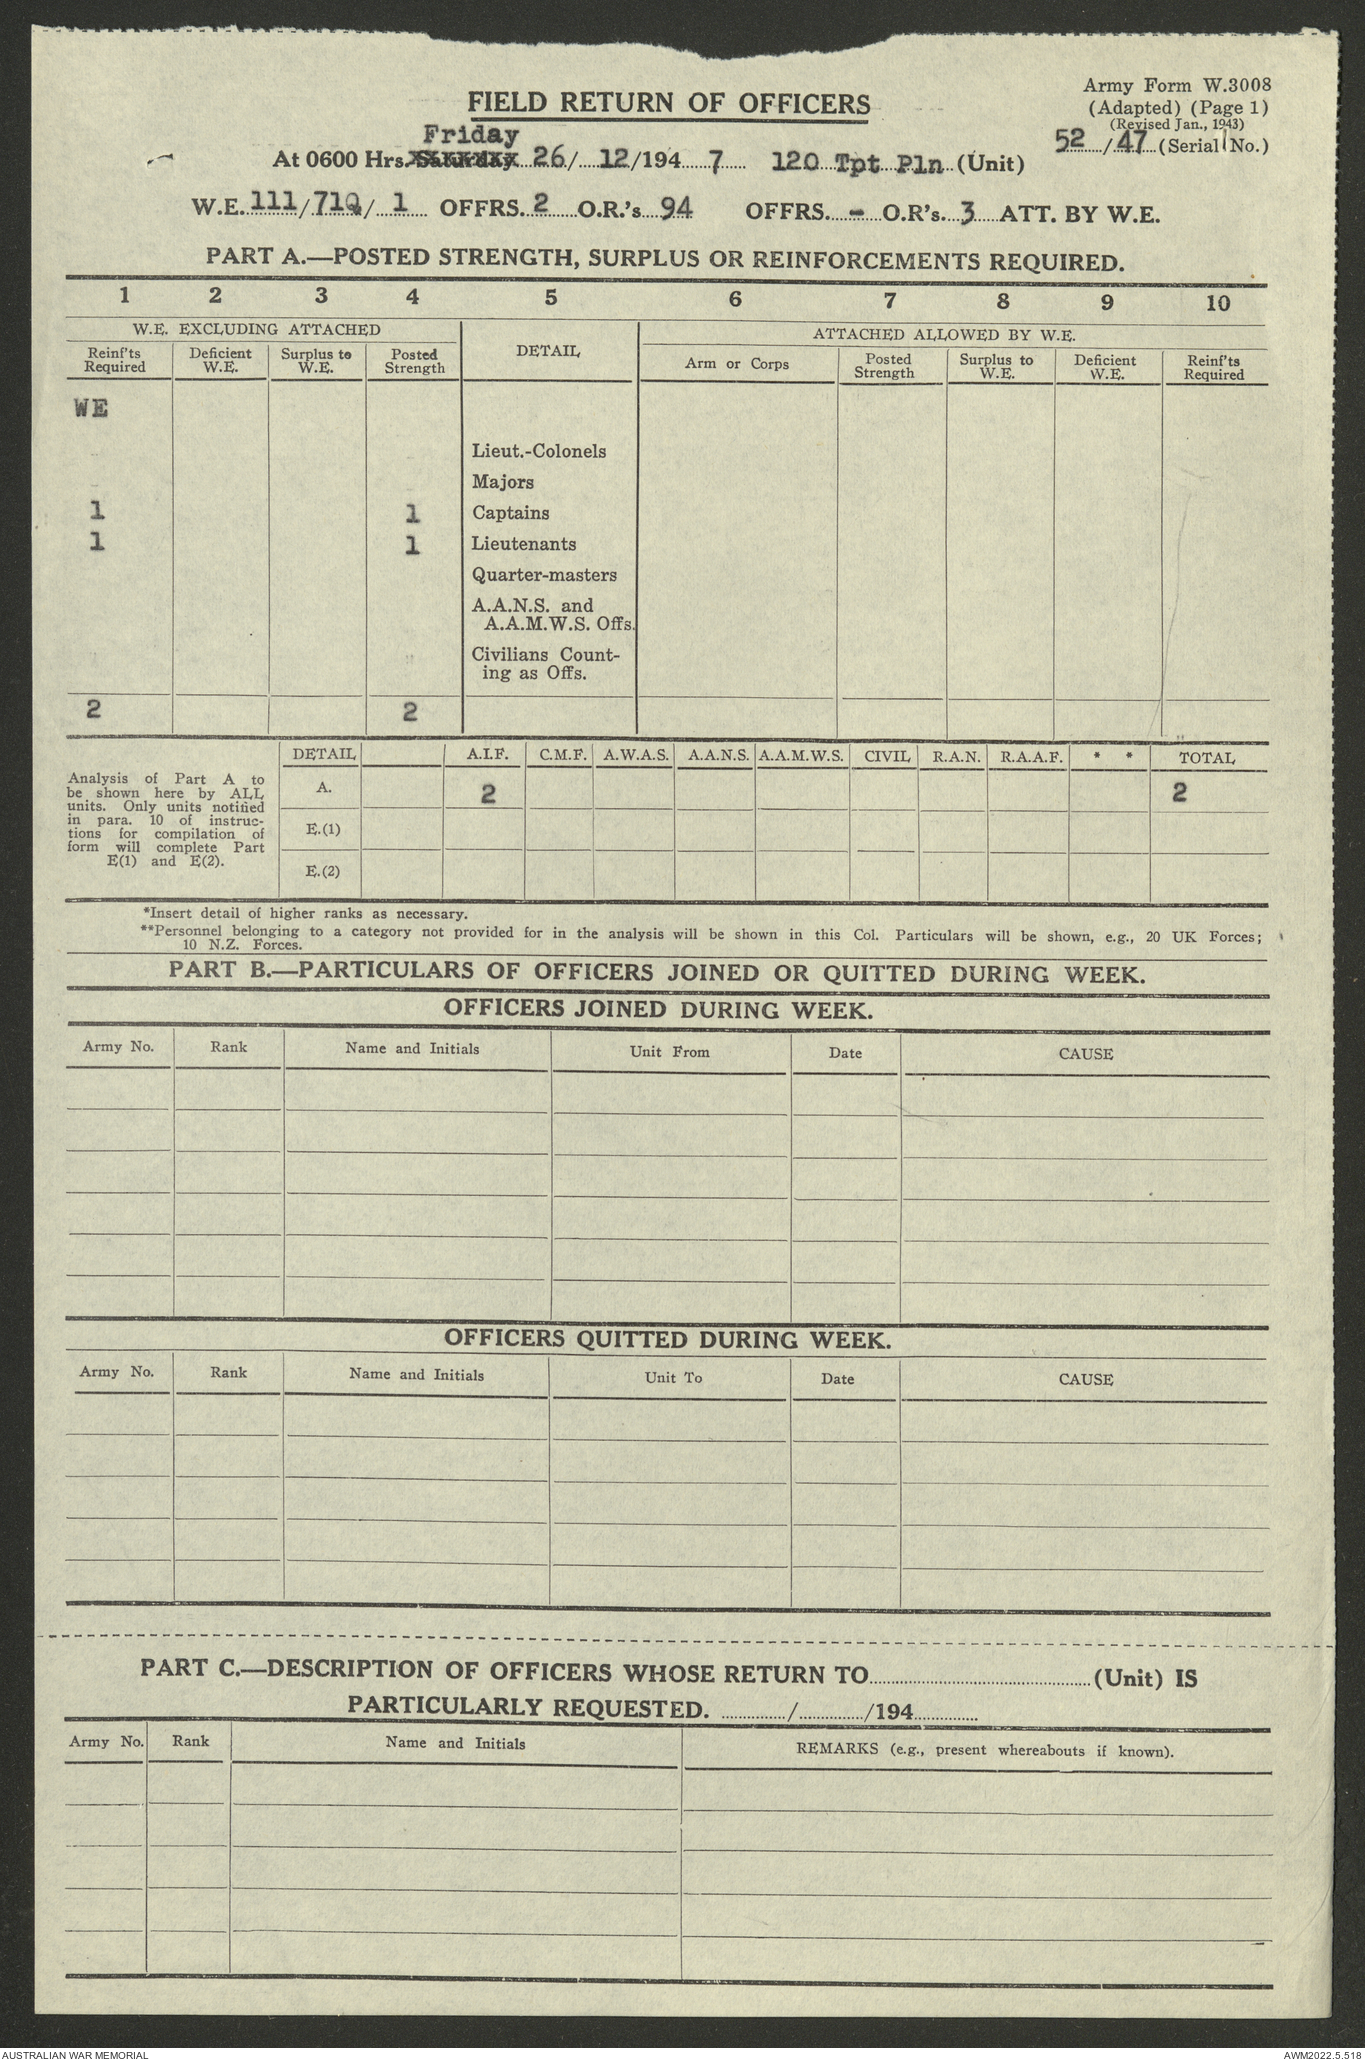 Army Form W.3008
FIELD RETURN OF OFFICERS
(Adapted) (Page 1)
(Revised Jan., 1943)
Friday
52/47 (Serial No.)
At 0600 Hrs. Saturday 26/12/1947 120 Tpt Pln (Unit)
W.E. 111/71Q/1 OFFRS. 2 O.R.'s 94 OFFRS. - O.R's. 3 ATT. BY W.E.
PART A.—POSTED STRENGTH, SURPLUS OR REINFORCEMENTS REQUIRED.
1 2 3 4 5 6 7 8 9 10
W.E. EXCLUDING ATTACHED DETAIL ATTACHED ALLOWED BY W.E.
Reinf'ts Required Deficient W.E. Surplus to W.E. Posted Strength Arm or Corps Posted Strength Surplus to W.E. Deficient W.E. Reinf'ts Required
WE
Lieut.-Colonels
Majors
1 1 Captains
1 1 Lieutenants
Quarter-masters
A.A.N.S. and
A.A.M.W.S. Offs.
Civilians Count-
ing as Offs.
2 2
DETAIL A.I.F. C.M.F. A.W.A.S. A.A.N.S. A.A.M.W.S. CIVIL R.A.N. R.A.A.F. * * TOTAL
Analysis of Part A to
be shown here by ALL
units. Only units notified
in para. 10 of instruc-
tions for compilation of
form will complete Part
E(1) and E(2).
A. 2 2
E.(1)
E.(2)
*Insert detail of higher ranks as necessary.
**Personnel belonging to a category not provided for in the analysis will be shown in this Col. Particulars will be shown, e.g., 20 UK Forces;
10 N.Z. Forces.
PART B.—PARTICULARS OF OFFICERS JOINED OR QUITTED DURING WEEK.
OFFICERS JOINED DURING WEEK.
Army No. Rank Name and Initials Unit From Date CAUSE
OFFICERS QUITTED DURING WEEK.
Army No. Rank Name and Initials Unit To Date CAUSE
PART C.—DESCRIPTION OF OFFICERS WHOSE RETURN TO..........(Unit) IS
PARTICULARLY REQUESTED. ........../........../194..........
Army No. Rank Name and Initials REMARKS (e.g., present whereabouts if known).
AUSTRALIAN WAR MEMORIAL AWM2022.5.518